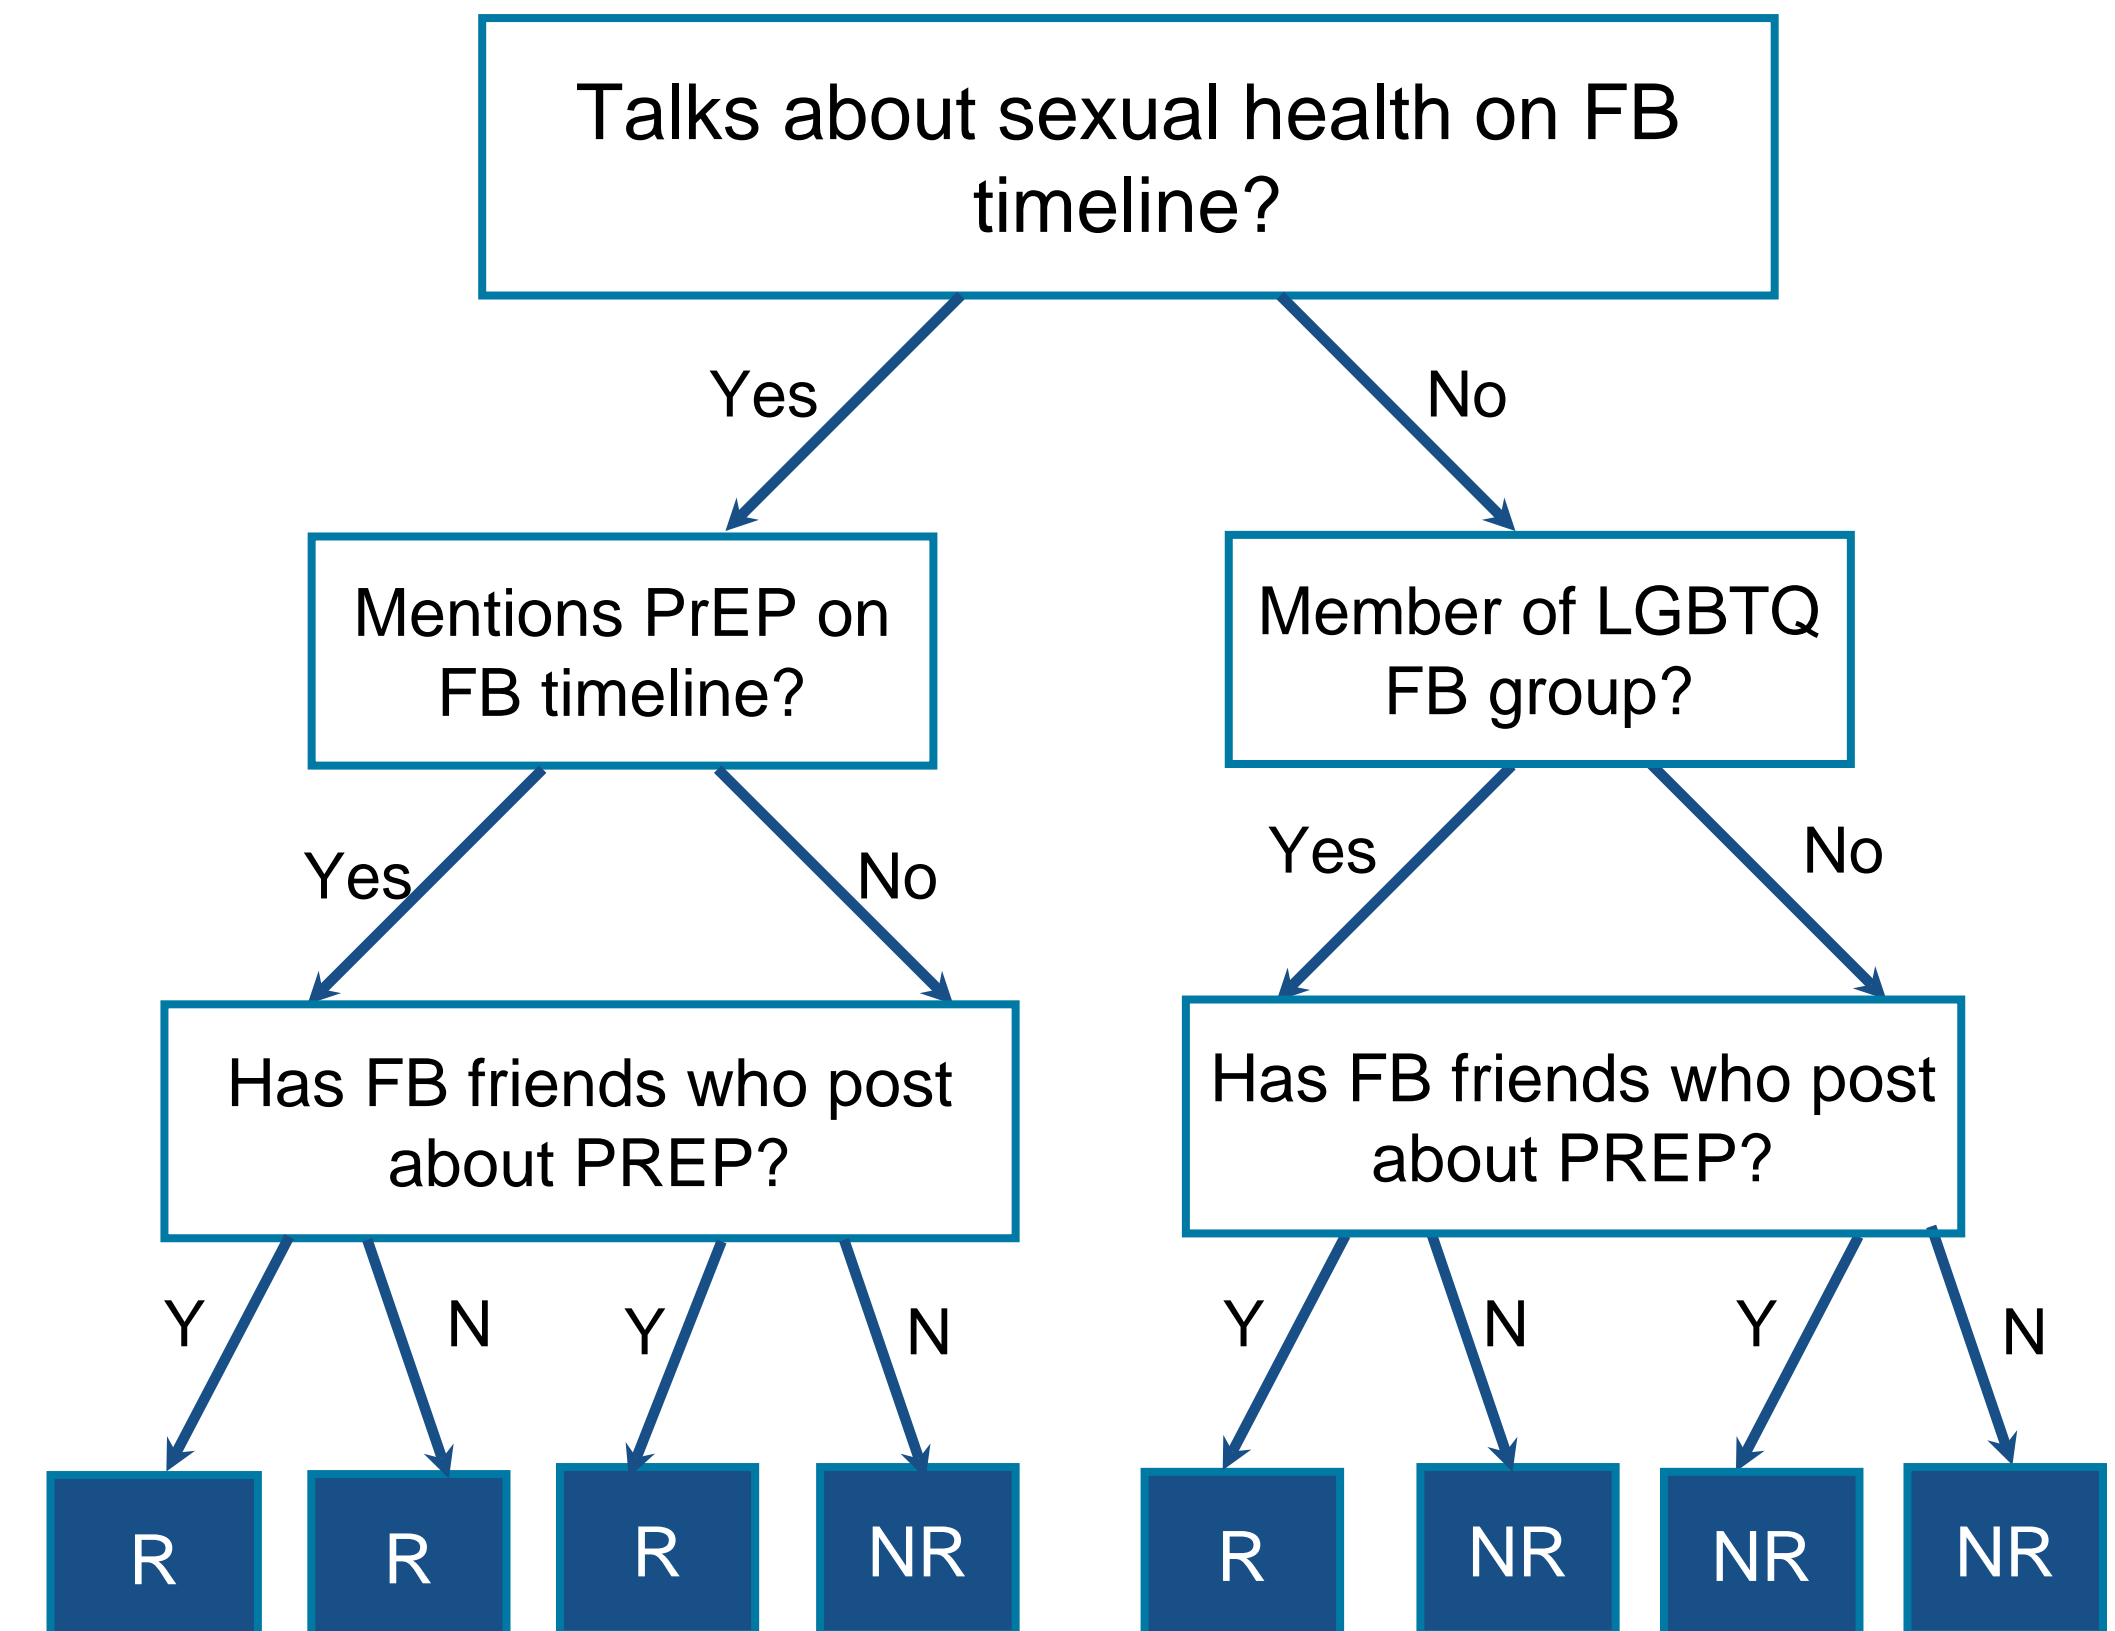 Talks about sexual health on FB
timeline?
Yes
No
Mentions PrEP on
FB timeline?
Member of LGBTQ
FB group?
Yes
No
Yes
No
Has FB friends who post
about PREP?
Has FB friends who post
about PREP?
Y
N
Y
N
Y
N
Y
N
R
R
R
NR
R
NR
NR
NR